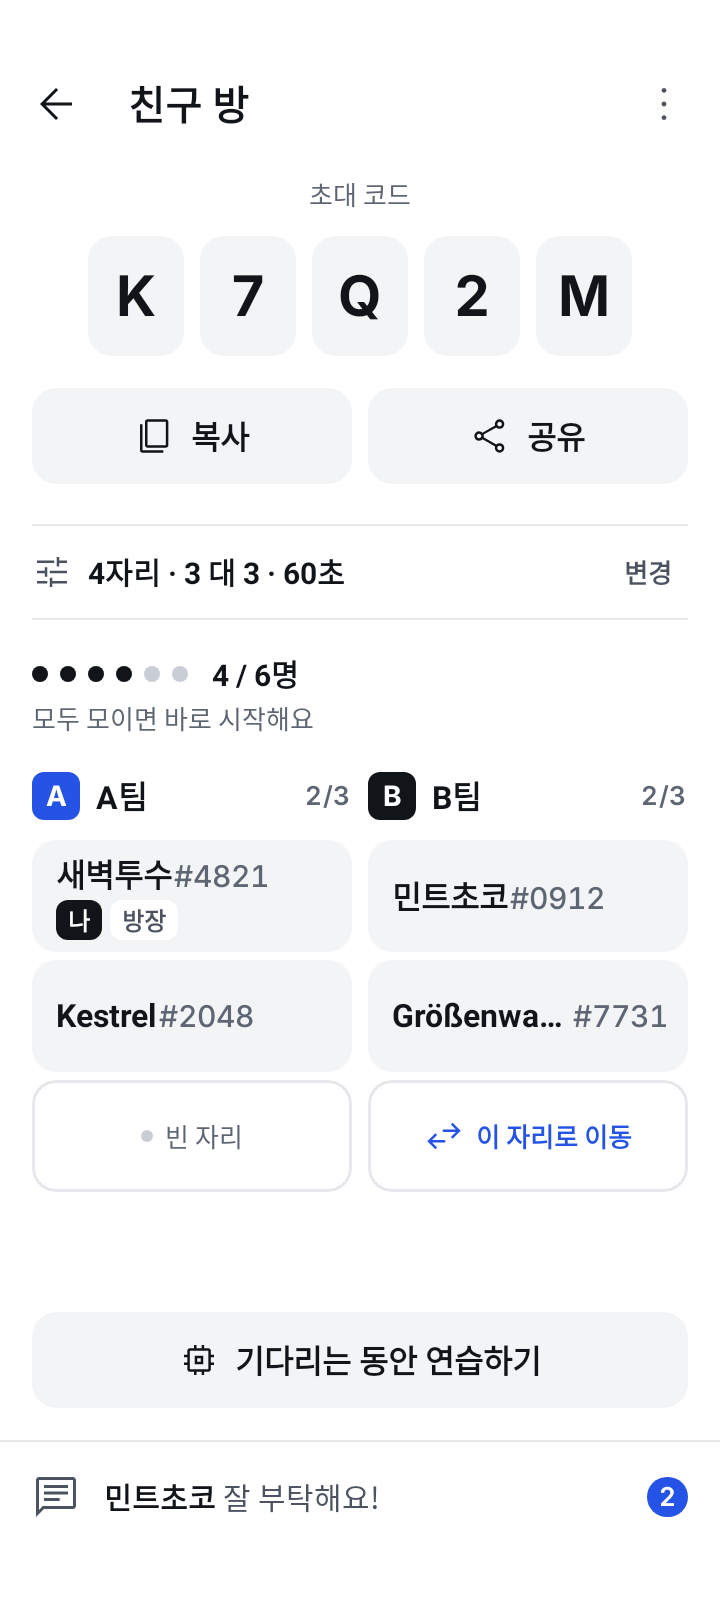 친구 방
초대 코드
K 7 Q 2 M
복사
공유
4자리 · 3 대 3 · 60초
변경
4 / 6명
모두 모이면 바로 시작해요
A A팀 2/3
B B팀 2/3
새벽투수#4821
나 방장
민트초코#0912
Kestrel#2048
Größenwa... #7731
빈 자리
이 자리로 이동
기다리는 동안 연습하기
민트초코 잘 부탁해요!
2